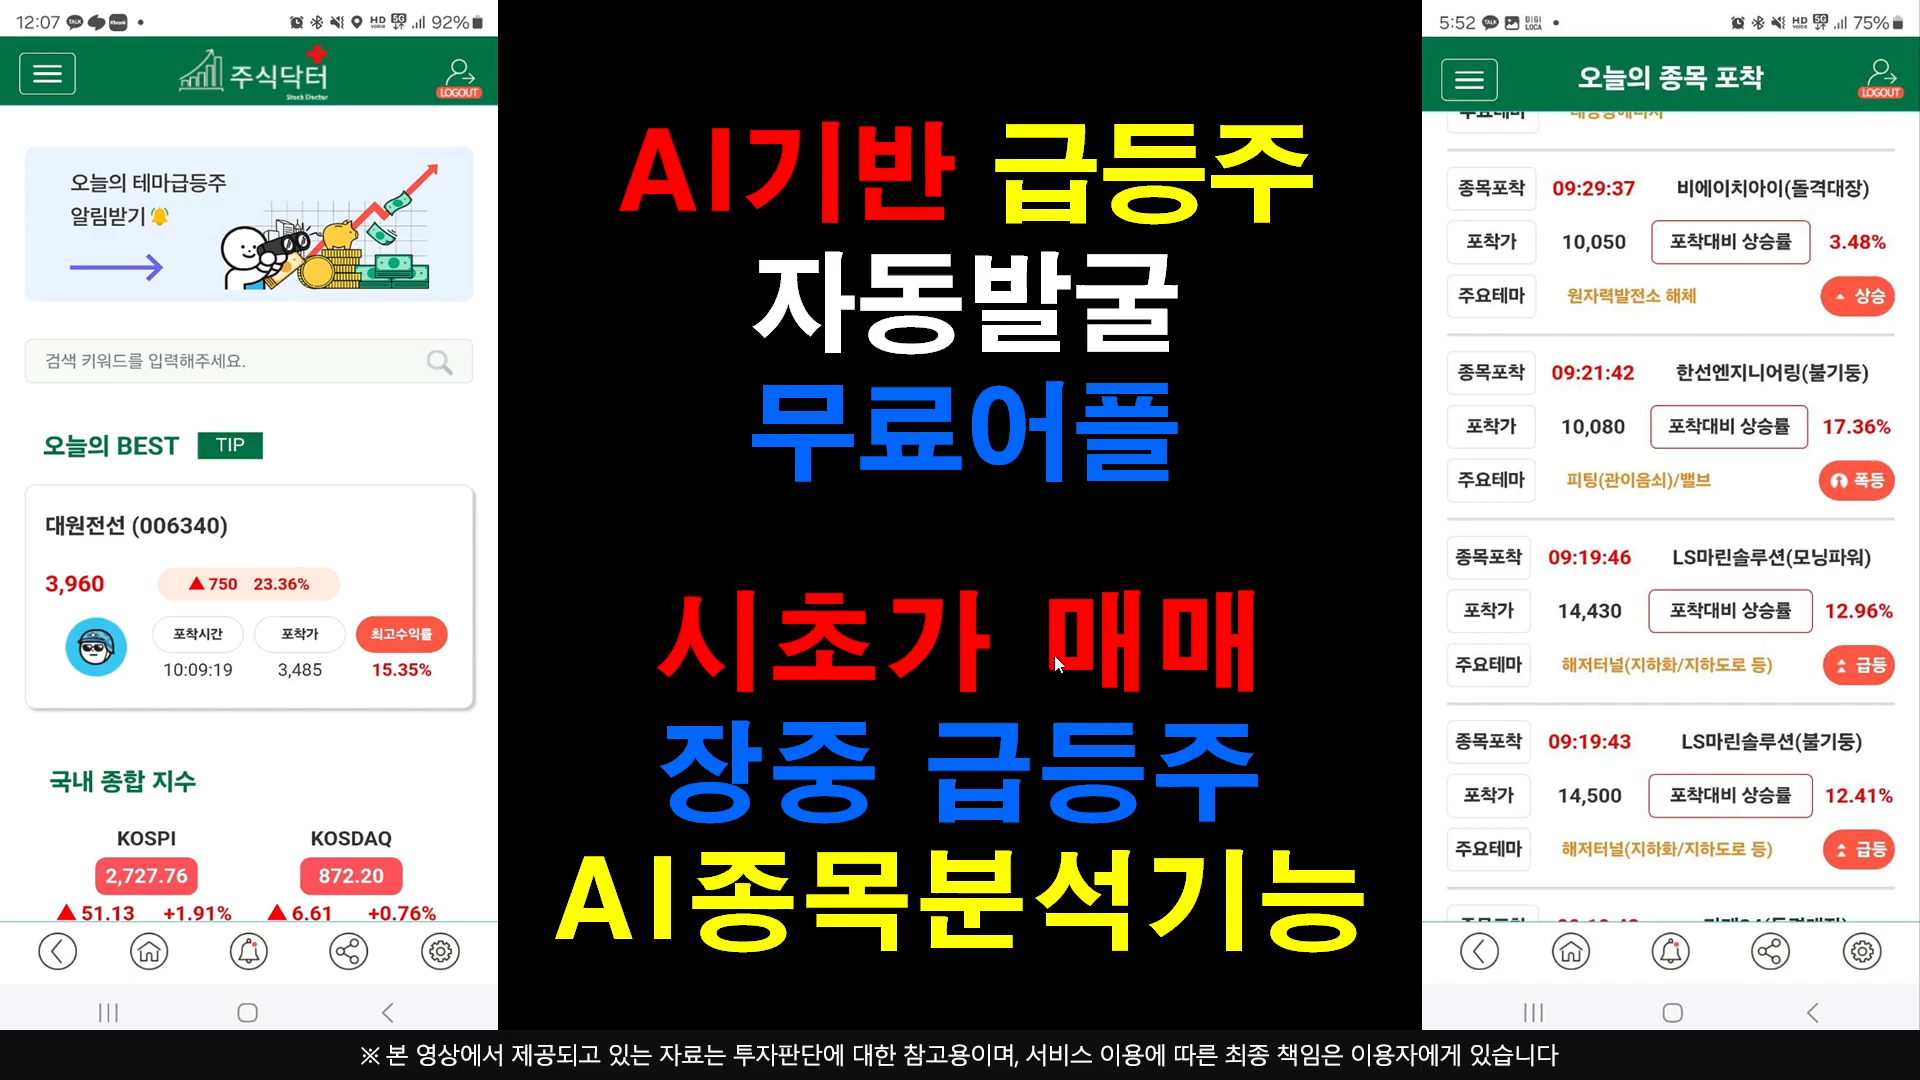 12:07
92%
주식닥터
Stock Doctor
LOGOUT
오늘의 테마급등주
알림받기
검색 키워드를 입력해주세요.
오늘의 BEST TIP
대원전선 (006340)
3,960 ▲750 23.36%
포착시간 포착가 최고수익률
10:09:19 3,485 15.35%
국내 종합 지수
KOSPI KOSDAQ
2,727.76 872.20
▲51.13 +1.91% ▲6.61 +0.76%
AI기반 급등주
자동발굴
무료어플
시초가 매매
장중 급등주
AI종목분석기능
5:52
75%
오늘의 종목 포착
LOGOUT
종목포착 09:29:37 비에이치아이(돌격대장)
포착가 10,050 포착대비 상승률 3.48%
주요테마 원자력발전소 해체 상승
종목포착 09:21:42 한선엔지니어링(불기둥)
포착가 10,080 포착대비 상승률 17.36%
주요테마 피팅(관이음쇠)/밸브 폭등
종목포착 09:19:46 LS마린솔루션(모닝파워)
포착가 14,430 포착대비 상승률 12.96%
주요테마 해저터널(지하화/지하도로 등) 급등
종목포착 09:19:43 LS마린솔루션(불기둥)
포착가 14,500 포착대비 상승률 12.41%
주요테마 해저터널(지하화/지하도로 등) 급등
※ 본 영상에서 제공되고 있는 자료는 투자판단에 대한 참고용이며, 서비스 이용에 따른 최종 책임은 이용자에게 있습니다